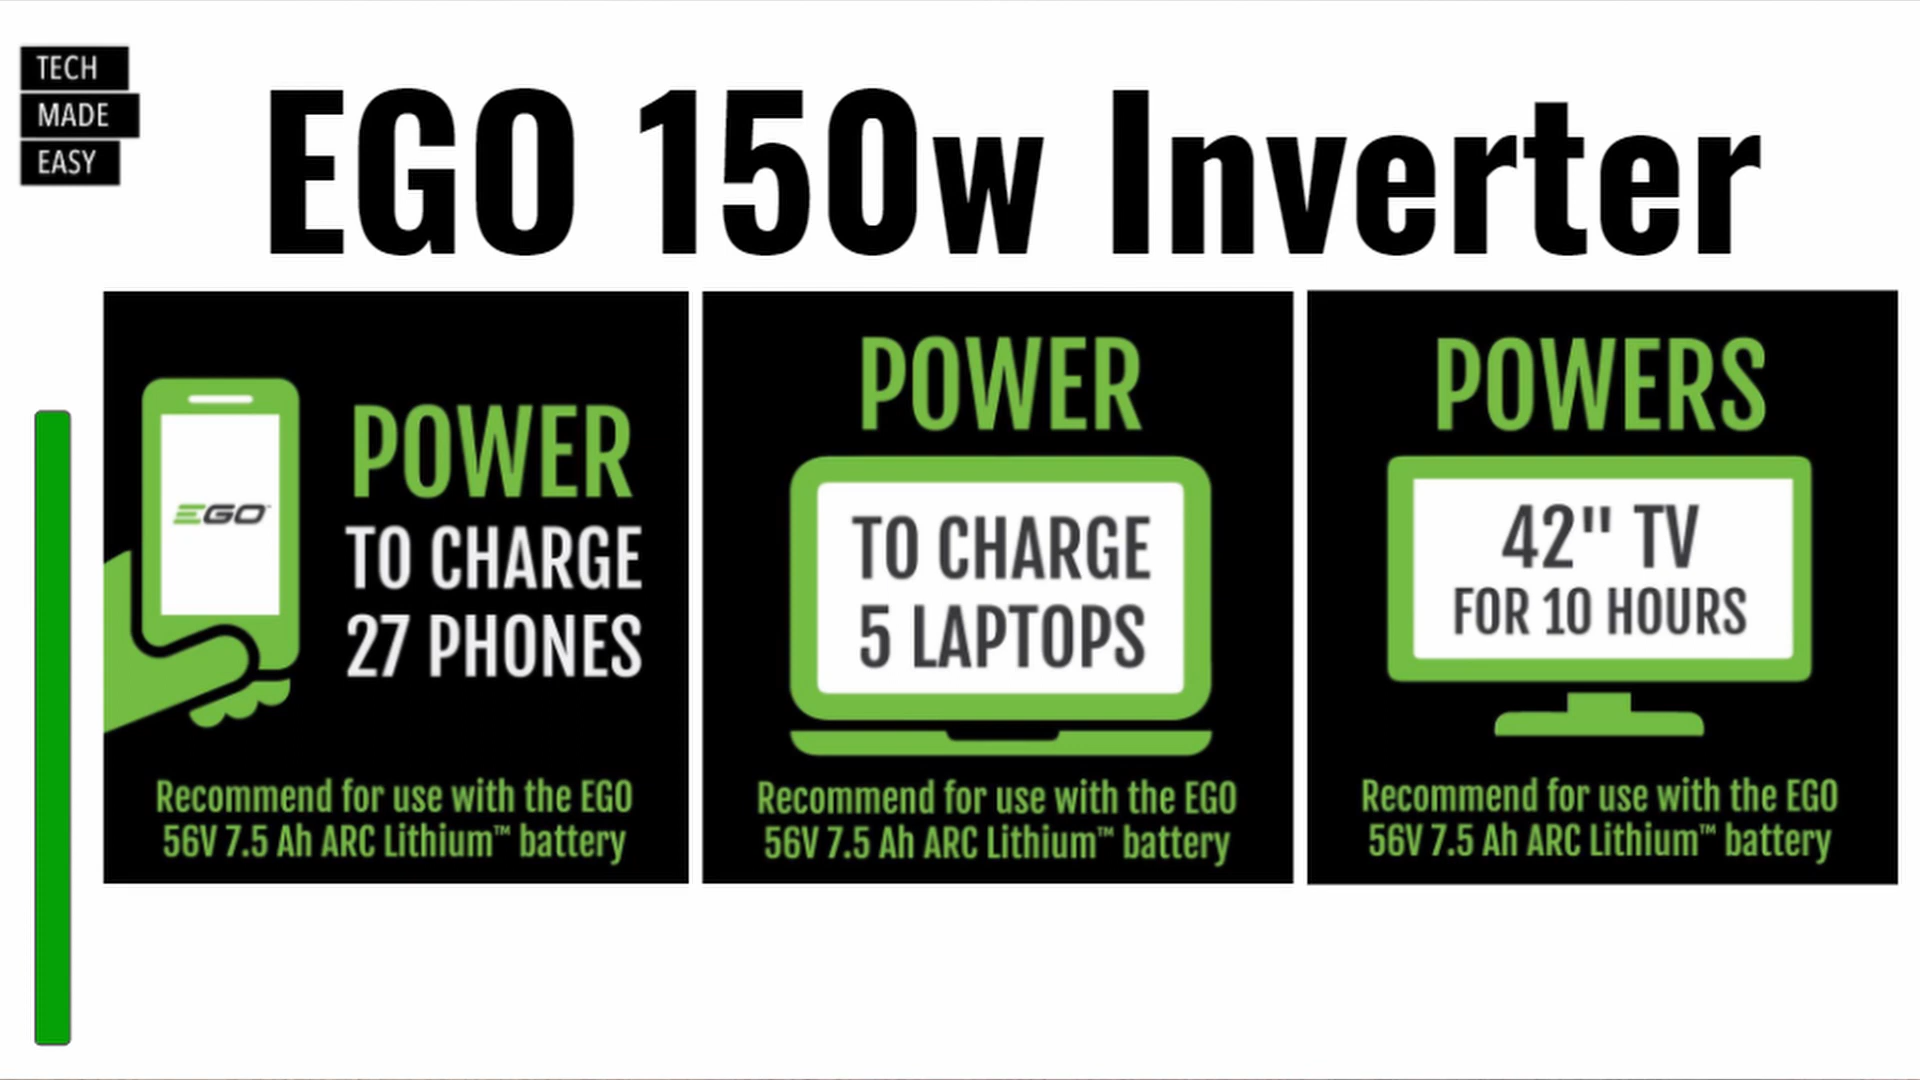 TECH
MADE
EASY
EGO 150w Inverter
EGO
POWER
TO CHARGE
27 PHONES
Recommend for use with the EGO
56V 7.5 Ah ARC Lithium™ battery
POWER
TO CHARGE
5 LAPTOPS
Recommend for use with the EGO
56V 7.5 Ah ARC Lithium™ battery
POWERS
42" TV
FOR 10 HOURS
Recommend for use with the EGO
56V 7.5 Ah ARC Lithium™ battery